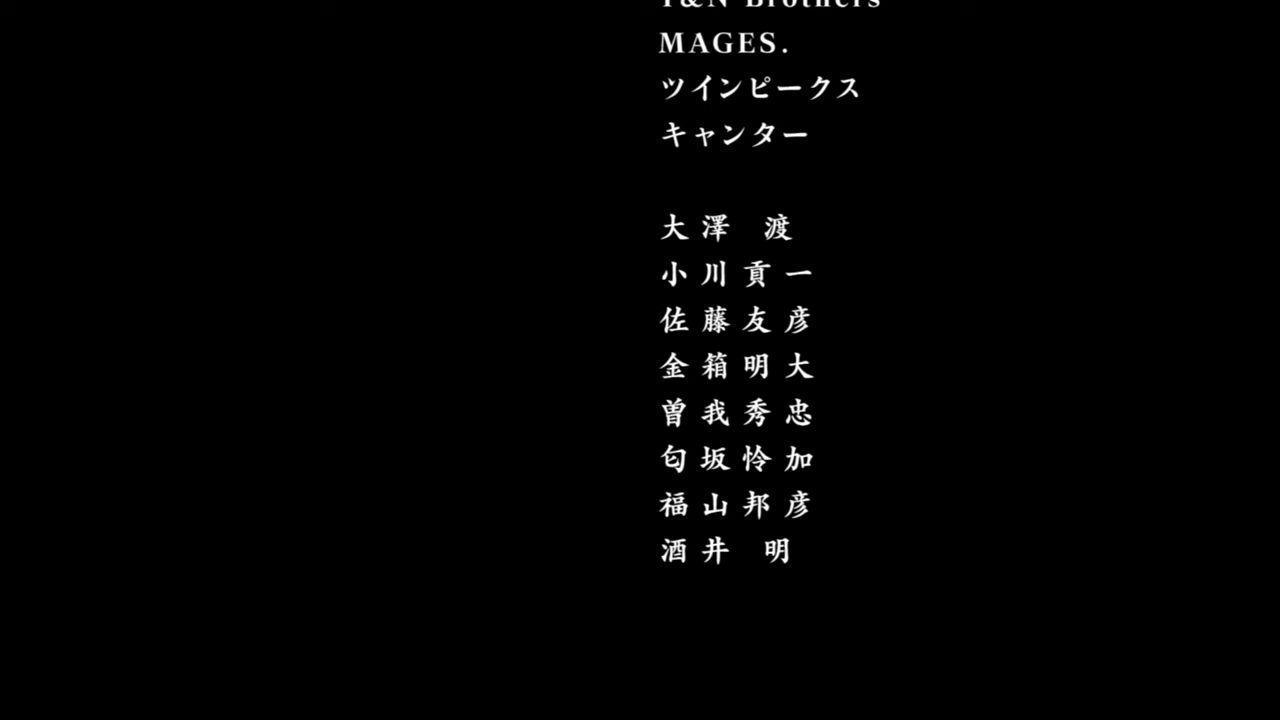 T&N Brothers
MAGES.
ツインピークス
キャンター
大澤 渡
小川貢一
佐藤友彦
金箱明大
曽我秀忠
匂坂怜加
福山邦彦
酒井 明